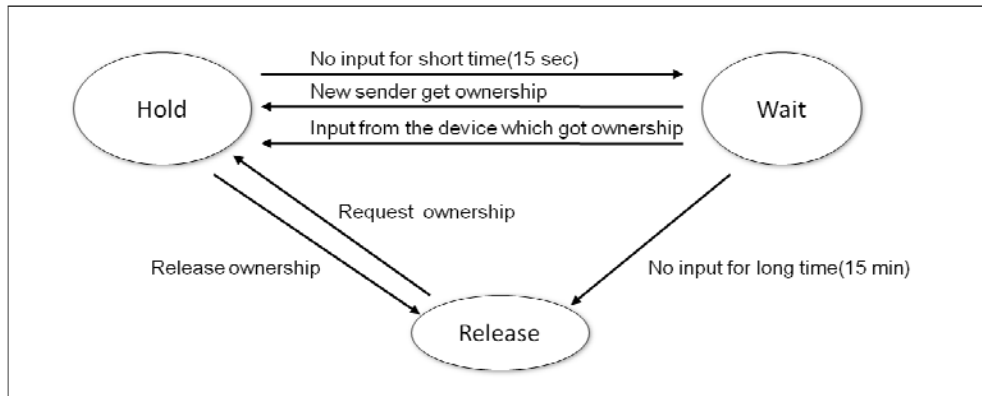 No input for short time(15 sec)
Hold
New sender get ownership
Wait
Input from the device which got ownership
Request ownership
Release ownership
No input for long time(15 min)
Release